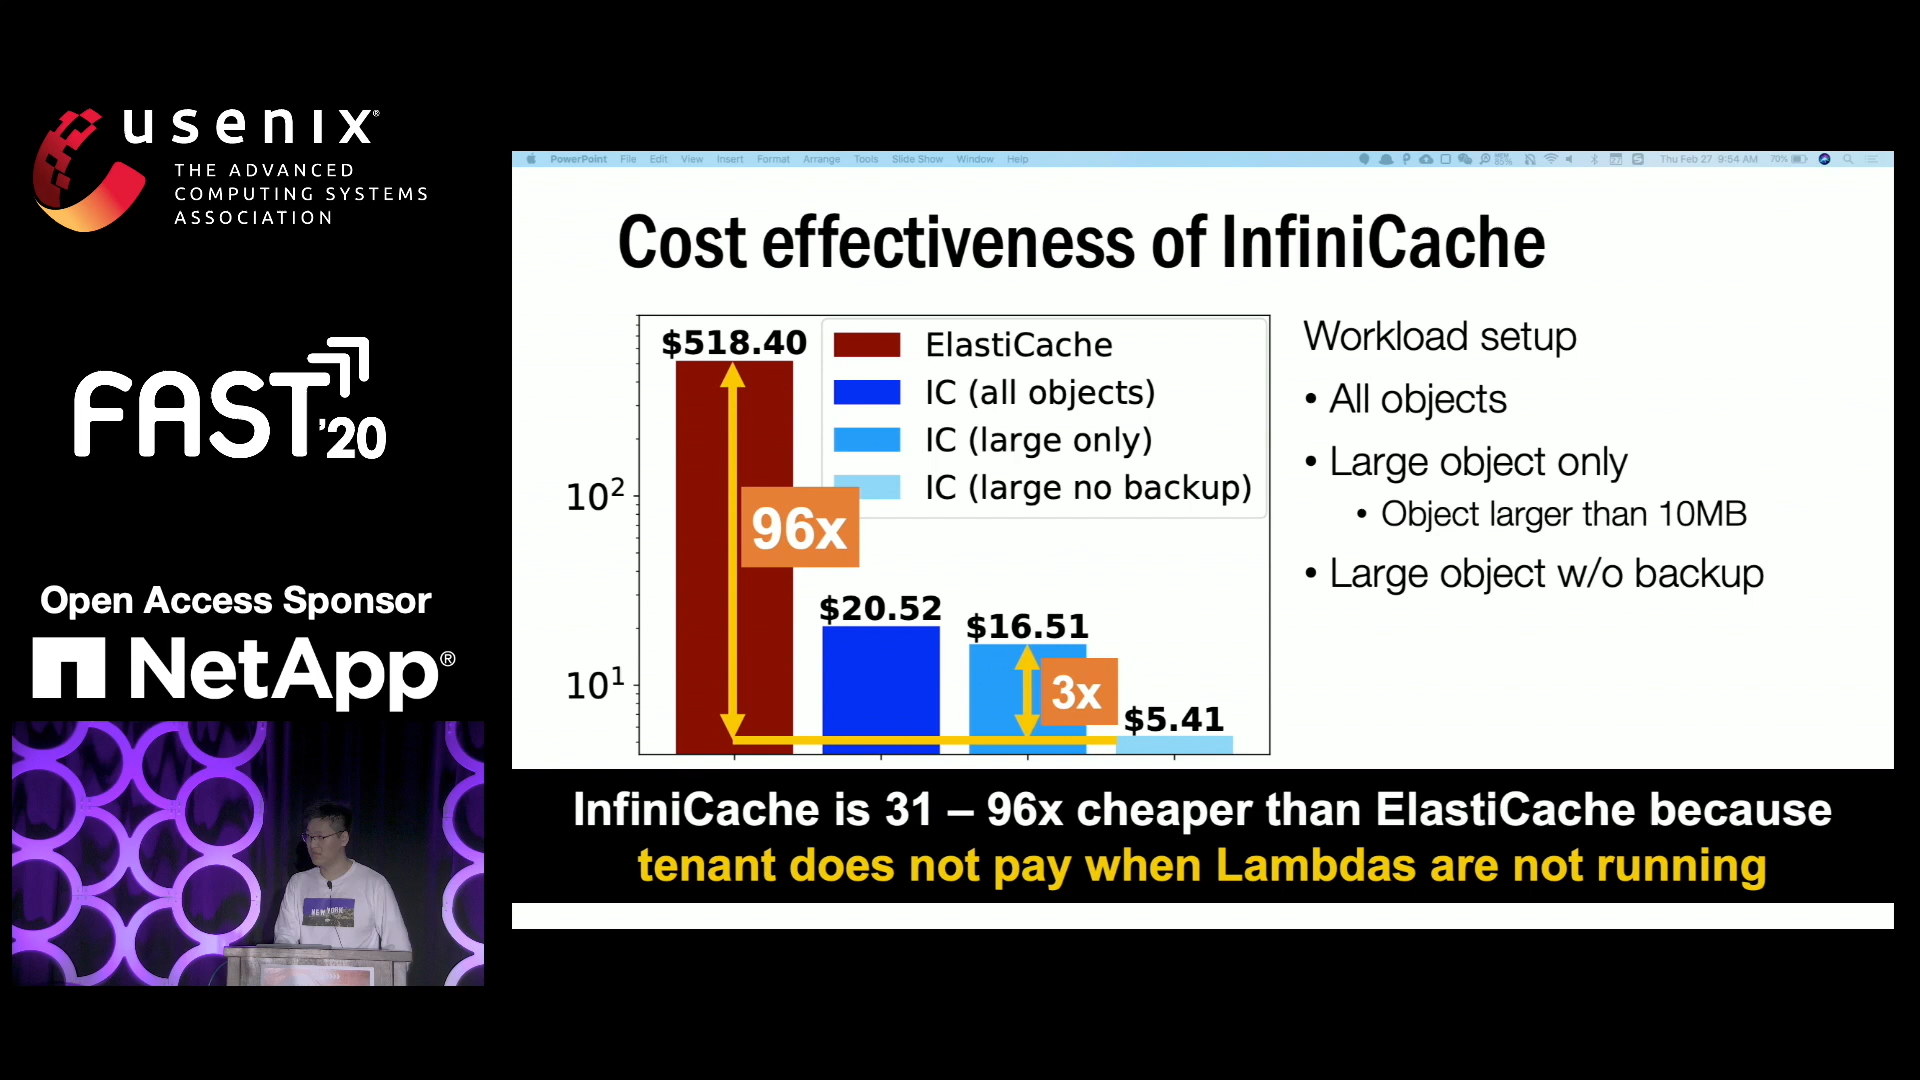 usenix®
THE ADVANCED
COMPUTING SYSTEMS
ASSOCIATION
FAST '20
Open Access Sponsor
NetApp®
NEW YORK
PowerPoint File Edit View Insert Format Arrange Tools Slide Show Window Help
Thu Feb 27 9:54 AM 70%
Cost effectiveness of InfiniCache
$518.40
ElastiCache
IC (all objects)
IC (large only)
IC (large no backup)
10²
96x
$20.52
$16.51
10¹
3x
$5.41
Workload setup
• All objects
• Large object only
• Object larger than 10MB
• Large object w/o backup
InfiniCache is 31 – 96x cheaper than ElastiCache because
tenant does not pay when Lambdas are not running